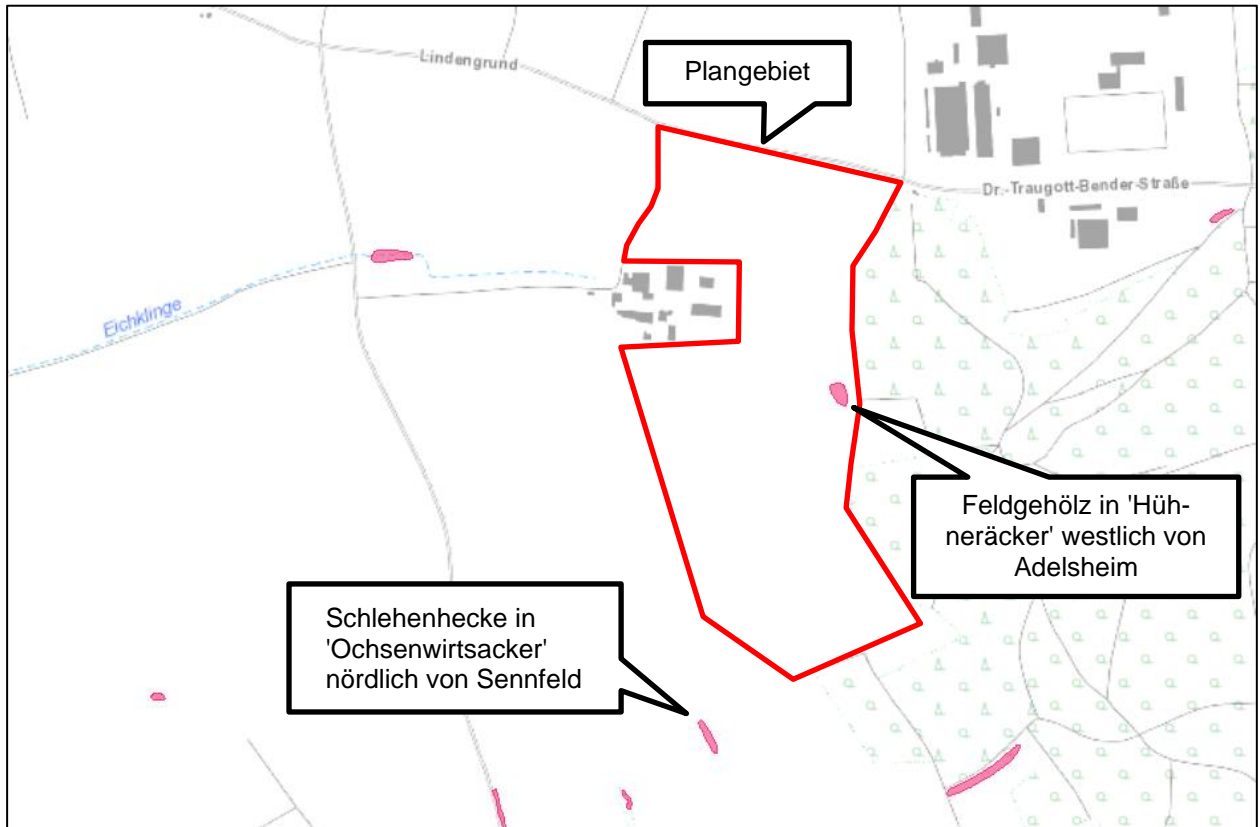 Lindengrund
Plangebiet
Dr.-Traugott-Bender-Straße
Eichklinge
Feldgehölz in 'Hüh-
neräcker' westlich von
Adelsheim
Schlehenhecke in
'Ochsenwirtsacker'
nördlich von Sennfeld